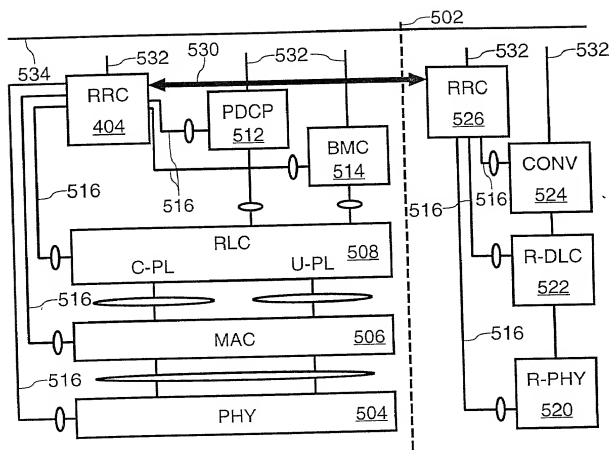 502
530
532 532 532 532
534
RRC
404
PDCP
512
RRC
526
BMC
514
CONV
524
516
516
516
516
RLC
508
C-PL U-PL
R-DLC
522
516
MAC
506
516
516
R-PHY
520
PHY
504